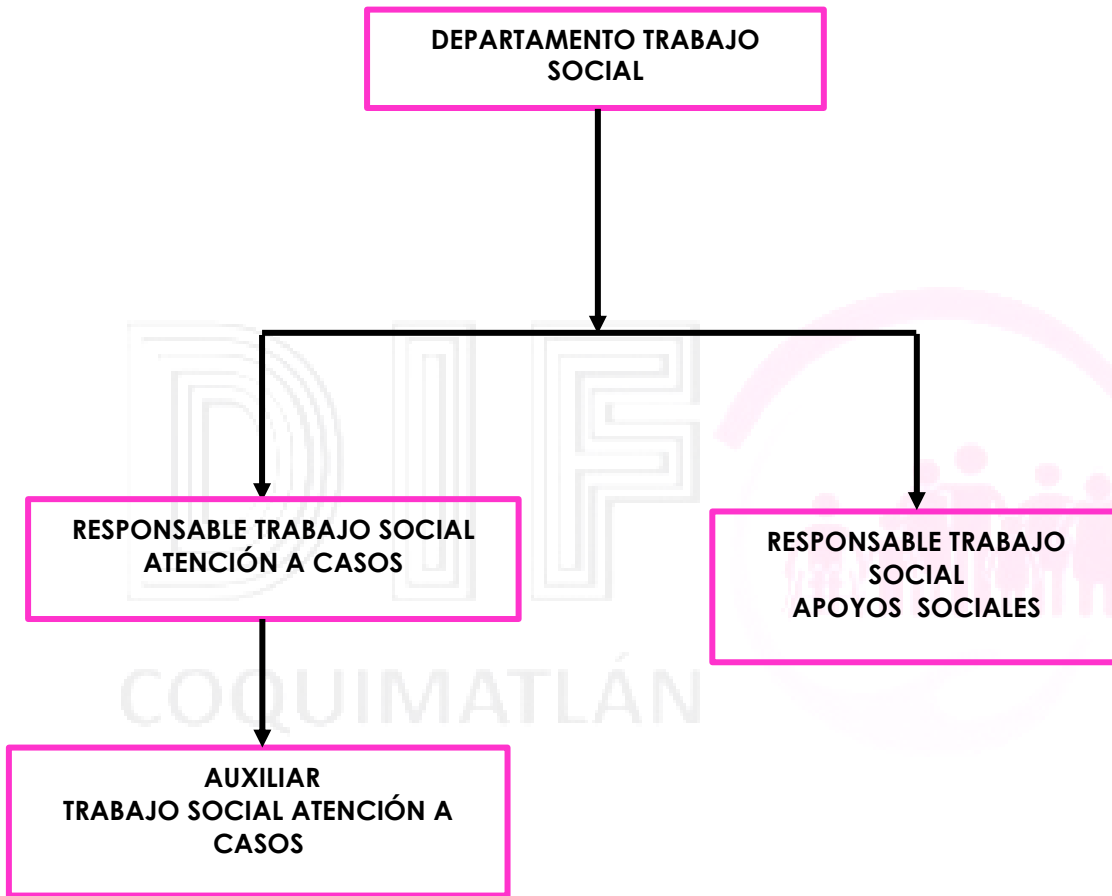 DEPARTAMENTO TRABAJO
SOCIAL
RESPONSABLE TRABAJO SOCIAL
ATENCIÓN A CASOS
RESPONSABLE TRABAJO
SOCIAL
APOYOS SOCIALES
DIF
COQUIMATLÁN
AUXILIAR
TRABAJO SOCIAL ATENCIÓN A
CASOS